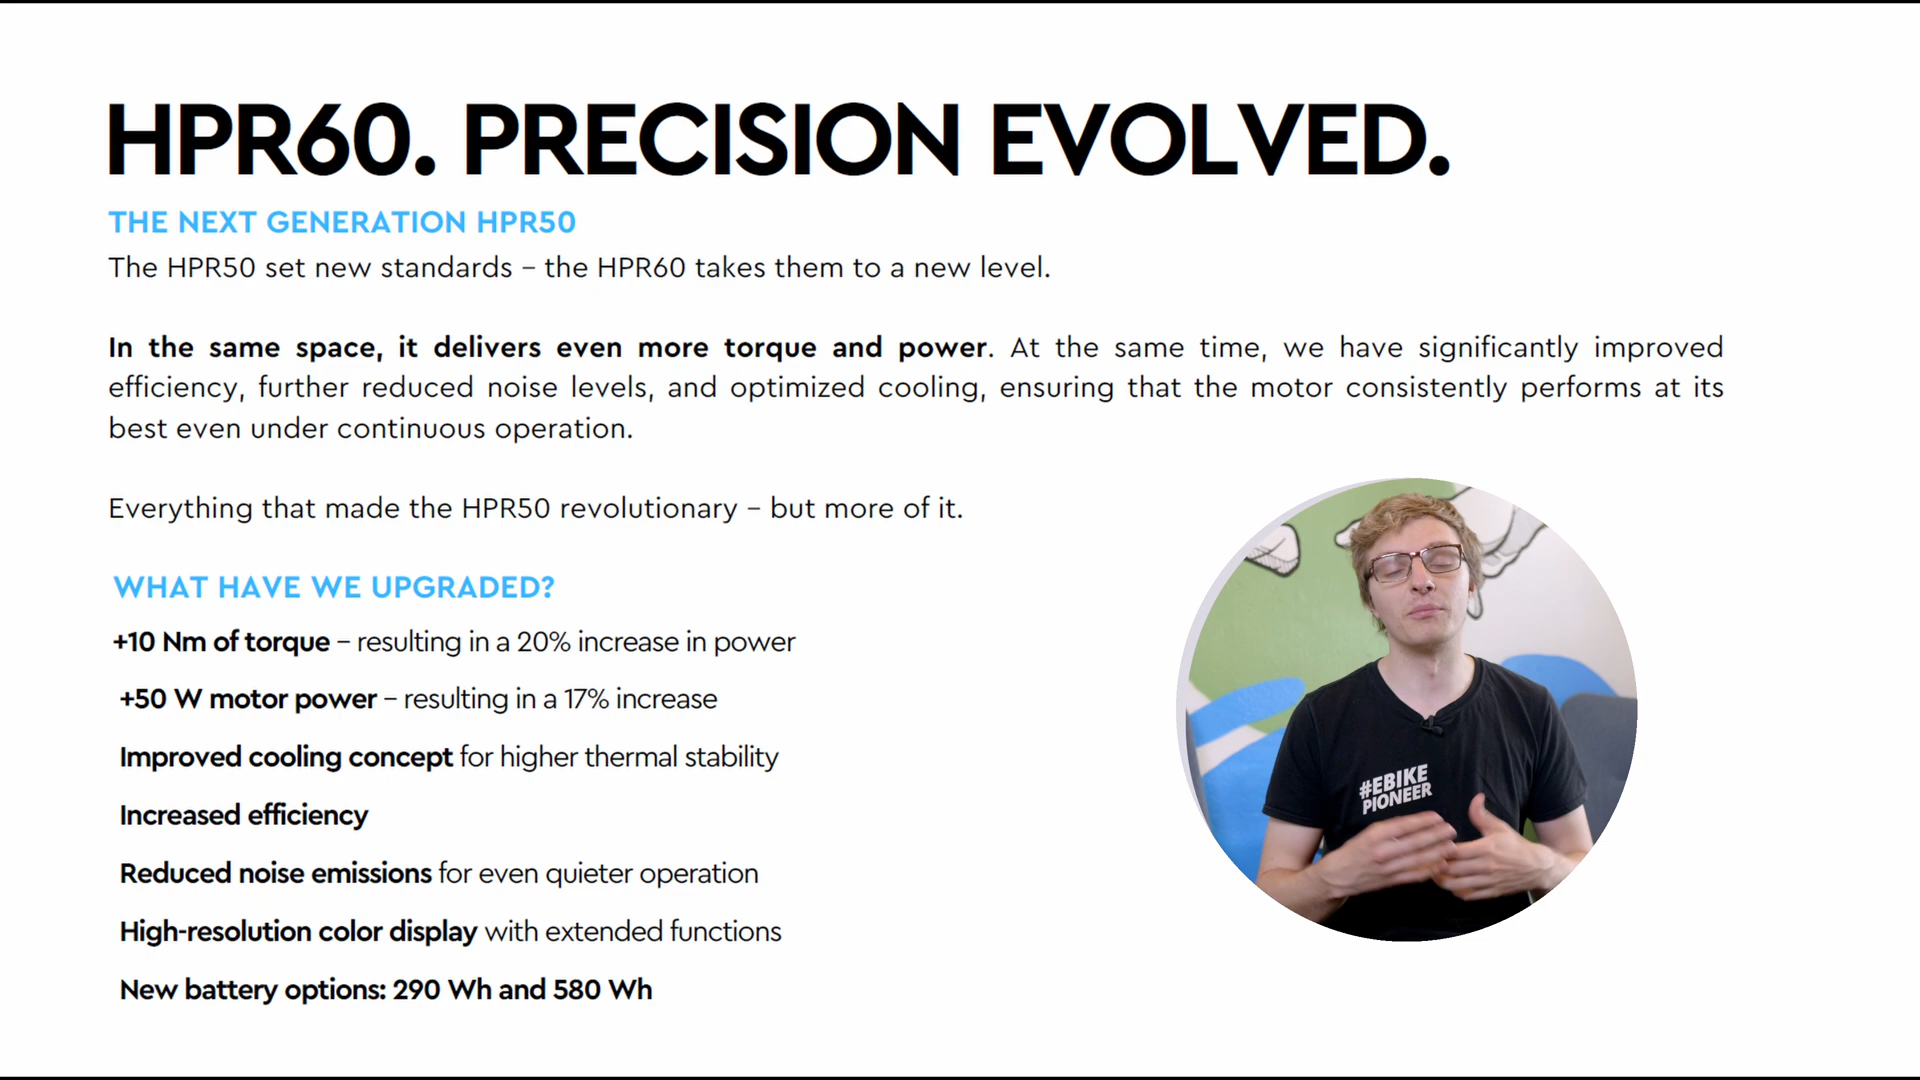 HPR60. PRECISION EVOLVED.
THE NEXT GENERATION HPR50
The HPR50 set new standards – the HPR60 takes them to a new level.
In the same space, it delivers even more torque and power. At the same time, we have significantly improved
efficiency, further reduced noise levels, and optimized cooling, ensuring that the motor consistently performs at its
best even under continuous operation.
Everything that made the HPR50 revolutionary – but more of it.
WHAT HAVE WE UPGRADED?
+10 Nm of torque – resulting in a 20% increase in power
+50 W motor power – resulting in a 17% increase
Improved cooling concept for higher thermal stability
Increased efficiency
Reduced noise emissions for even quieter operation
High-resolution color display with extended functions
New battery options: 290 Wh and 580 Wh
#EBIKE
PIONEER